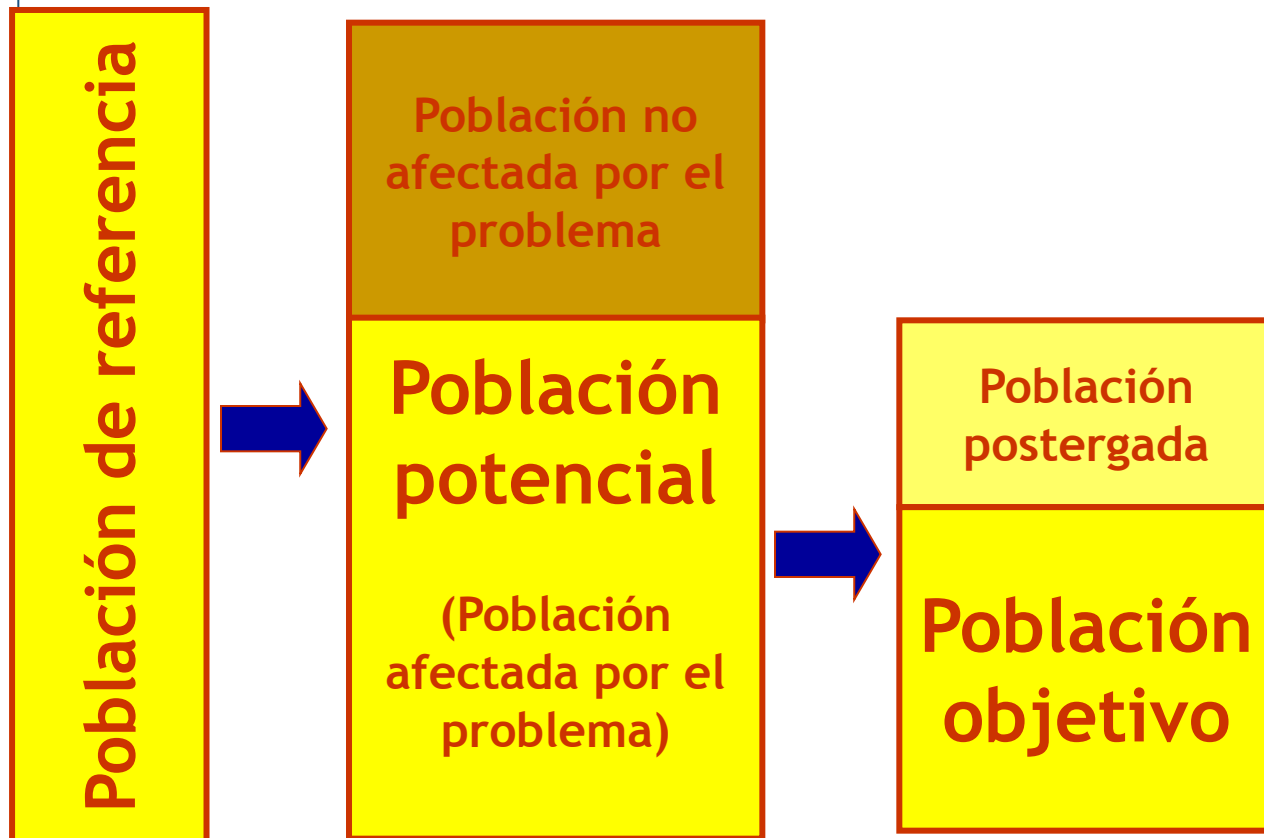 Población de referencia
Población no
afectada por el
problema
Población
potencial
(Población
afectada por el
problema)
Población
postergada
Población
objetivo